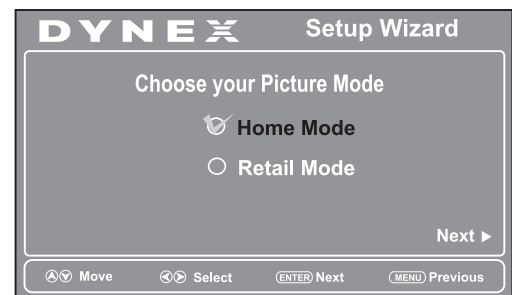 DYNEX Setup Wizard
Choose your Picture Mode
Home Mode
Retail Mode
Next
Move Select ENTER Next MENU Previous